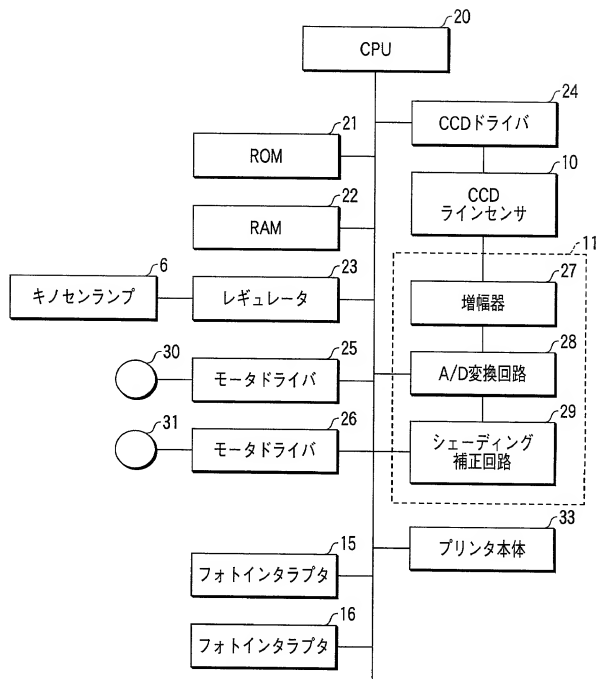 20
CPU
24
CCDドライバ
21
ROM
10
CCD
ラインセンサ
22
RAM
11
6
キノセンランプ
23
レギュレータ
27
増幅器
30
25
モータドライバ
28
A/D変換回路
31
26
モータドライバ
29
シェーディング
補正回路
33
プリンタ本体
15
フォトインタラプタ
16
フォトインタラプタ